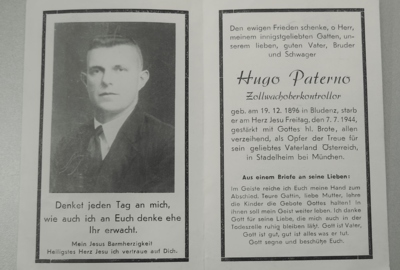 Denket jeden Tag an mich,
wie auch ich an Euch denke ehe
Ihr erwacht.
Mein Jesus Barmherzigkeit
Heiligstes Herz Jesu ich vertraue auf Dich.
Den ewigen Frieden schenke, o Herr,
meinem innigstgeliebten Gatten, un-
serem lieben, guten Vater, Bruder
und Schwager
Hugo Paterno
Zollwachoberkontrollor
geb. am 19. 12. 1896 in Bludenz, starb
er am Herz Jesu Freitag, den 7. 7. 1944,
gestärkt mit Gottes hl. Brote, allen
verzeihend, als Opfer der Treue für
sein geliebtes Vaterland Österreich,
in Stadelheim bei München.
Aus einem Briefe an seine Lieben:
Im Geiste reiche ich Euch meine Hand zum
Abschied. Teure Gattin, liebe Mutter, lehre
die Kinder die Gebote Gottes halten! In
ihnen soll mein Geist weiter leben. Ich danke
Gott für seine Liebe, die mich auch in der
Todeszelle ruhig bleiben läßt. Gott ist Vater,
Gott ist gut, gut ist alles was er tut.
Gott segne und beschütze Euch.